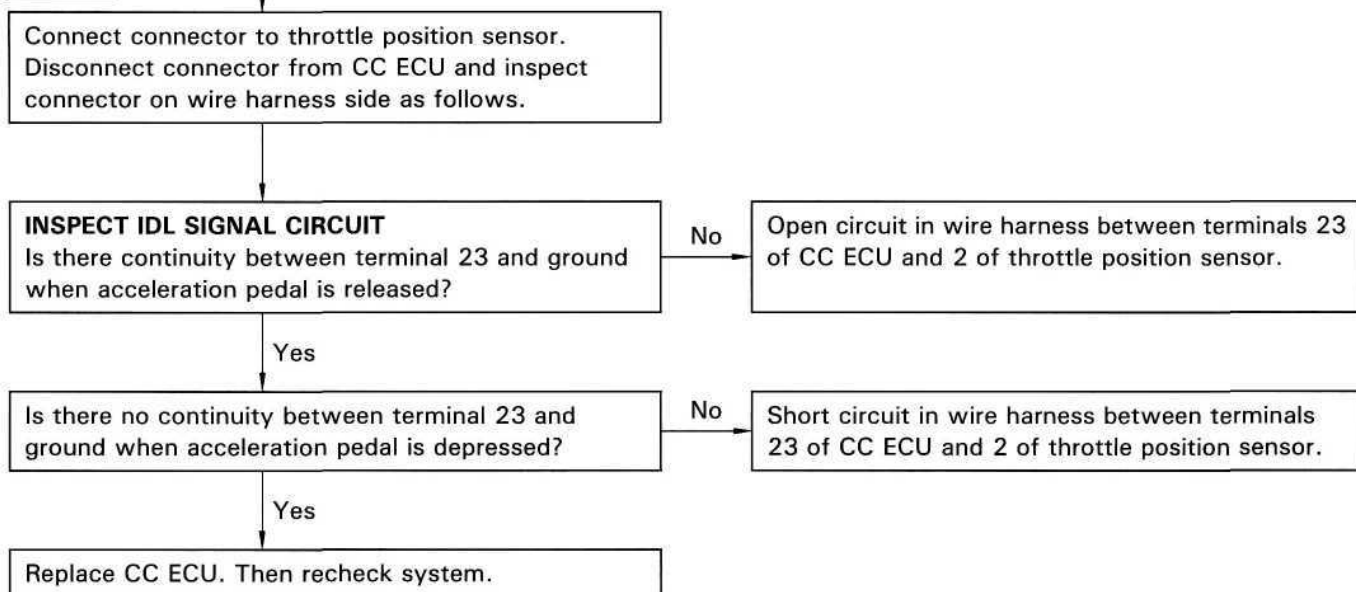 Connect connector to throttle position sensor.
Disconnect connector from CC ECU and inspect
connector on wire harness side as follows.
INSPECT IDL SIGNAL CIRCUIT
Is there continuity between terminal 23 and ground
when acceleration pedal is released?
No
Open circuit in wire harness between terminals 23
of CC ECU and 2 of throttle position sensor.
Yes
Is there no continuity between terminal 23 and
ground when acceleration pedal is depressed?
No
Short circuit in wire harness between terminals
23 of CC ECU and 2 of throttle position sensor.
Yes
Replace CC ECU. Then recheck system.